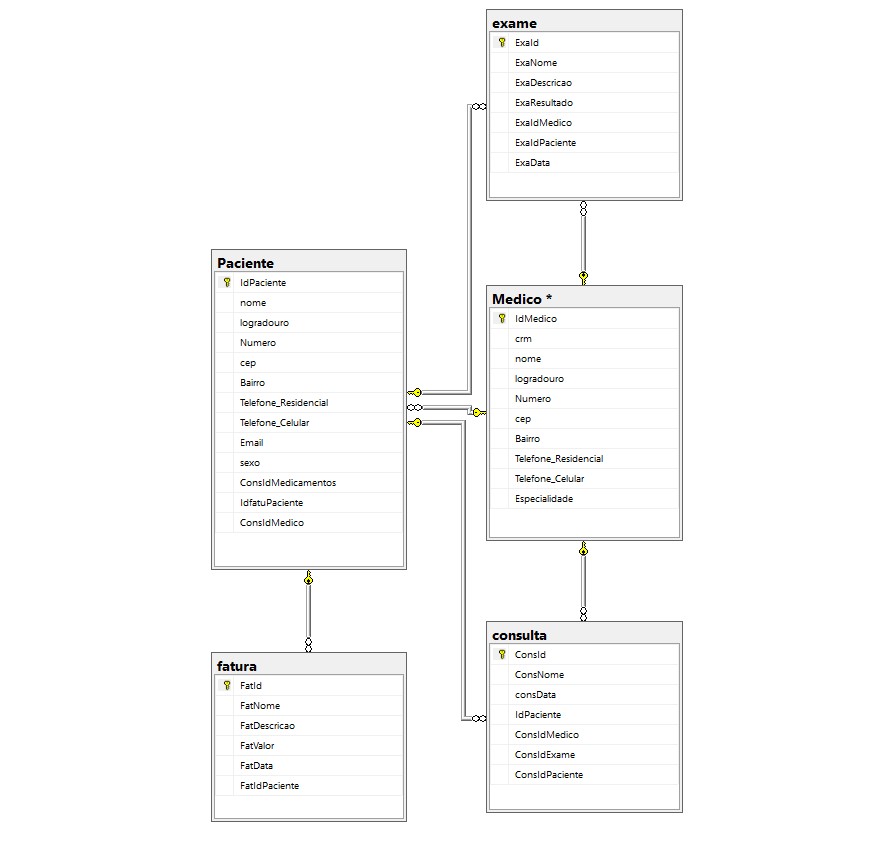 exame
ExaId
ExaNome
ExaDescricao
ExaResultado
ExaIdMedico
ExaIdPaciente
ExaData
Paciente
IdPaciente
nome
logradouro
Numero
cep
Bairro
Telefone_Residencial
Telefone_Celular
Email
sexo
ConsIdMedicamentos
IdfatuPaciente
ConsIdMedico
Medico *
IdMedico
crm
nome
logradouro
Numero
cep
Bairro
Telefone_Residencial
Telefone_Celular
Especialidade
fatura
FatId
FatNome
FatDescricao
FatValor
FatData
FatIdPaciente
consulta
ConsId
ConsNome
consData
IdPaciente
ConsIdMedico
ConsIdExame
ConsIdPaciente